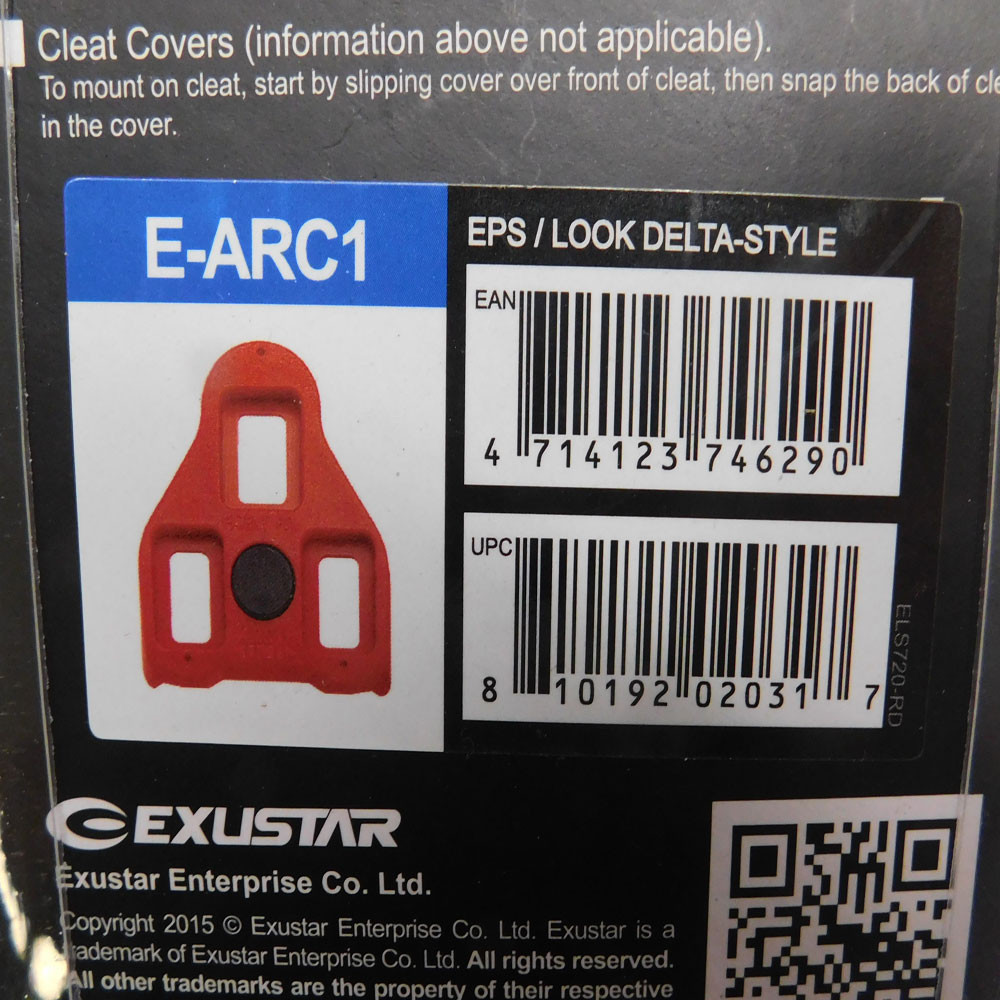 Cleat Covers (information above not applicable).
To mount on cleat, start by slipping cover over front of cleat, then snap the back of
in the cover.
E-ARC1
EPS / LOOK DELTA-STYLE
EAN
4 714123 746290
UPC
8 10192 02031 7
ELS720-RD
EXUSTAR
Exustar Enterprise Co. Ltd.
Copyright 2015 © Exustar Enterprise Co. Ltd. Exustar is a
trademark of Exustar Enterprise Co. Ltd. All rights reserved.
All other trademarks are the property of their respective